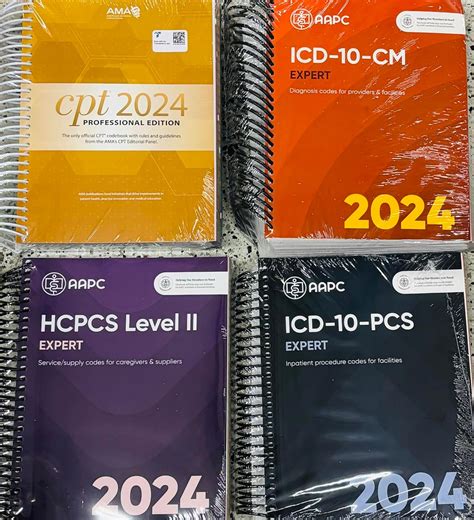 AMA
cpt 2024
PROFESSIONAL EDITION
The only official CPT® codebook with rules and guidelines
from the AMA's CPT Editorial Panel.
AAPC
ICD-10-CM
EXPERT
Diagnosis codes for providers & facilities
2024
AAPC
HCPCS Level II
EXPERT
Service/supply codes for caregivers & suppliers
2024
AAPC
ICD-10-PCS
EXPERT
Inpatient procedure codes for facilities
2024